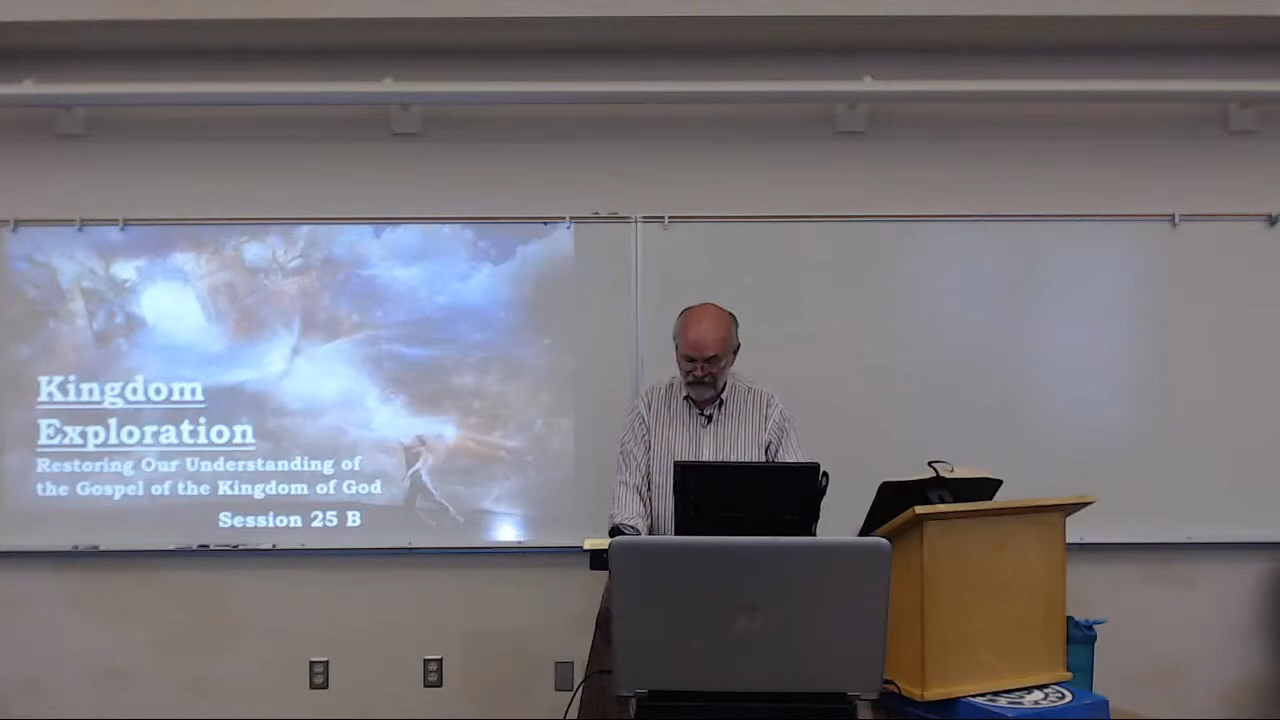 Kingdom
Exploration
Restoring Our Understanding of
the Gospel of the Kingdom of God
Session 25 B